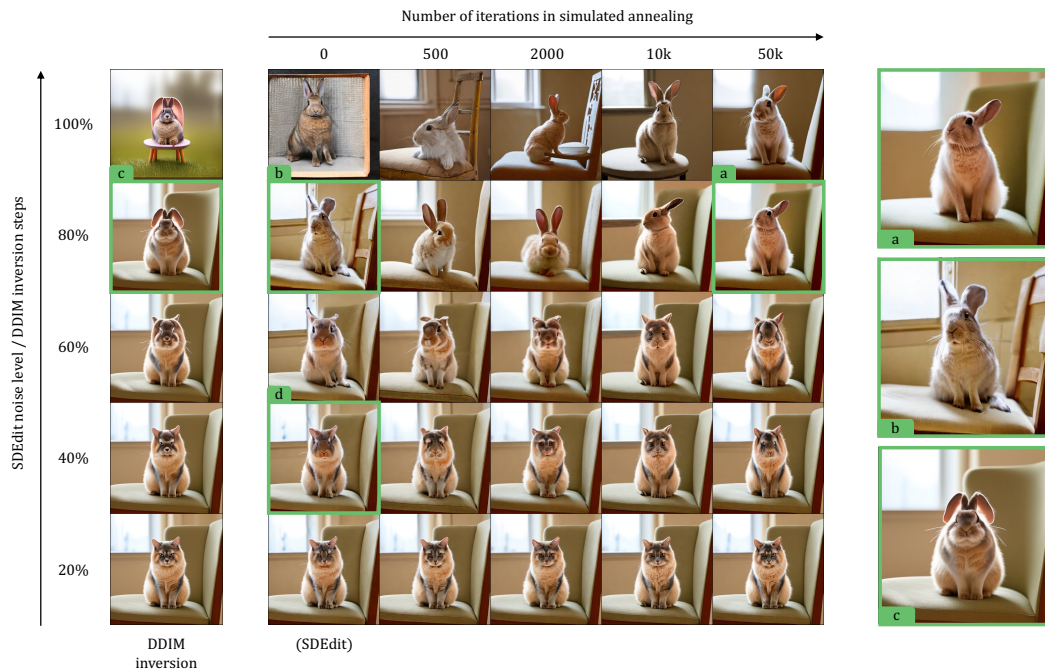 Number of iterations in simulated annealing
0 500 2000 10k 50k
SDEdit noise level / DDIM inversion steps
100%
c b a
80%
a
60%
b
d
40%
20%
c
DDIM
inversion
(SDEdit)